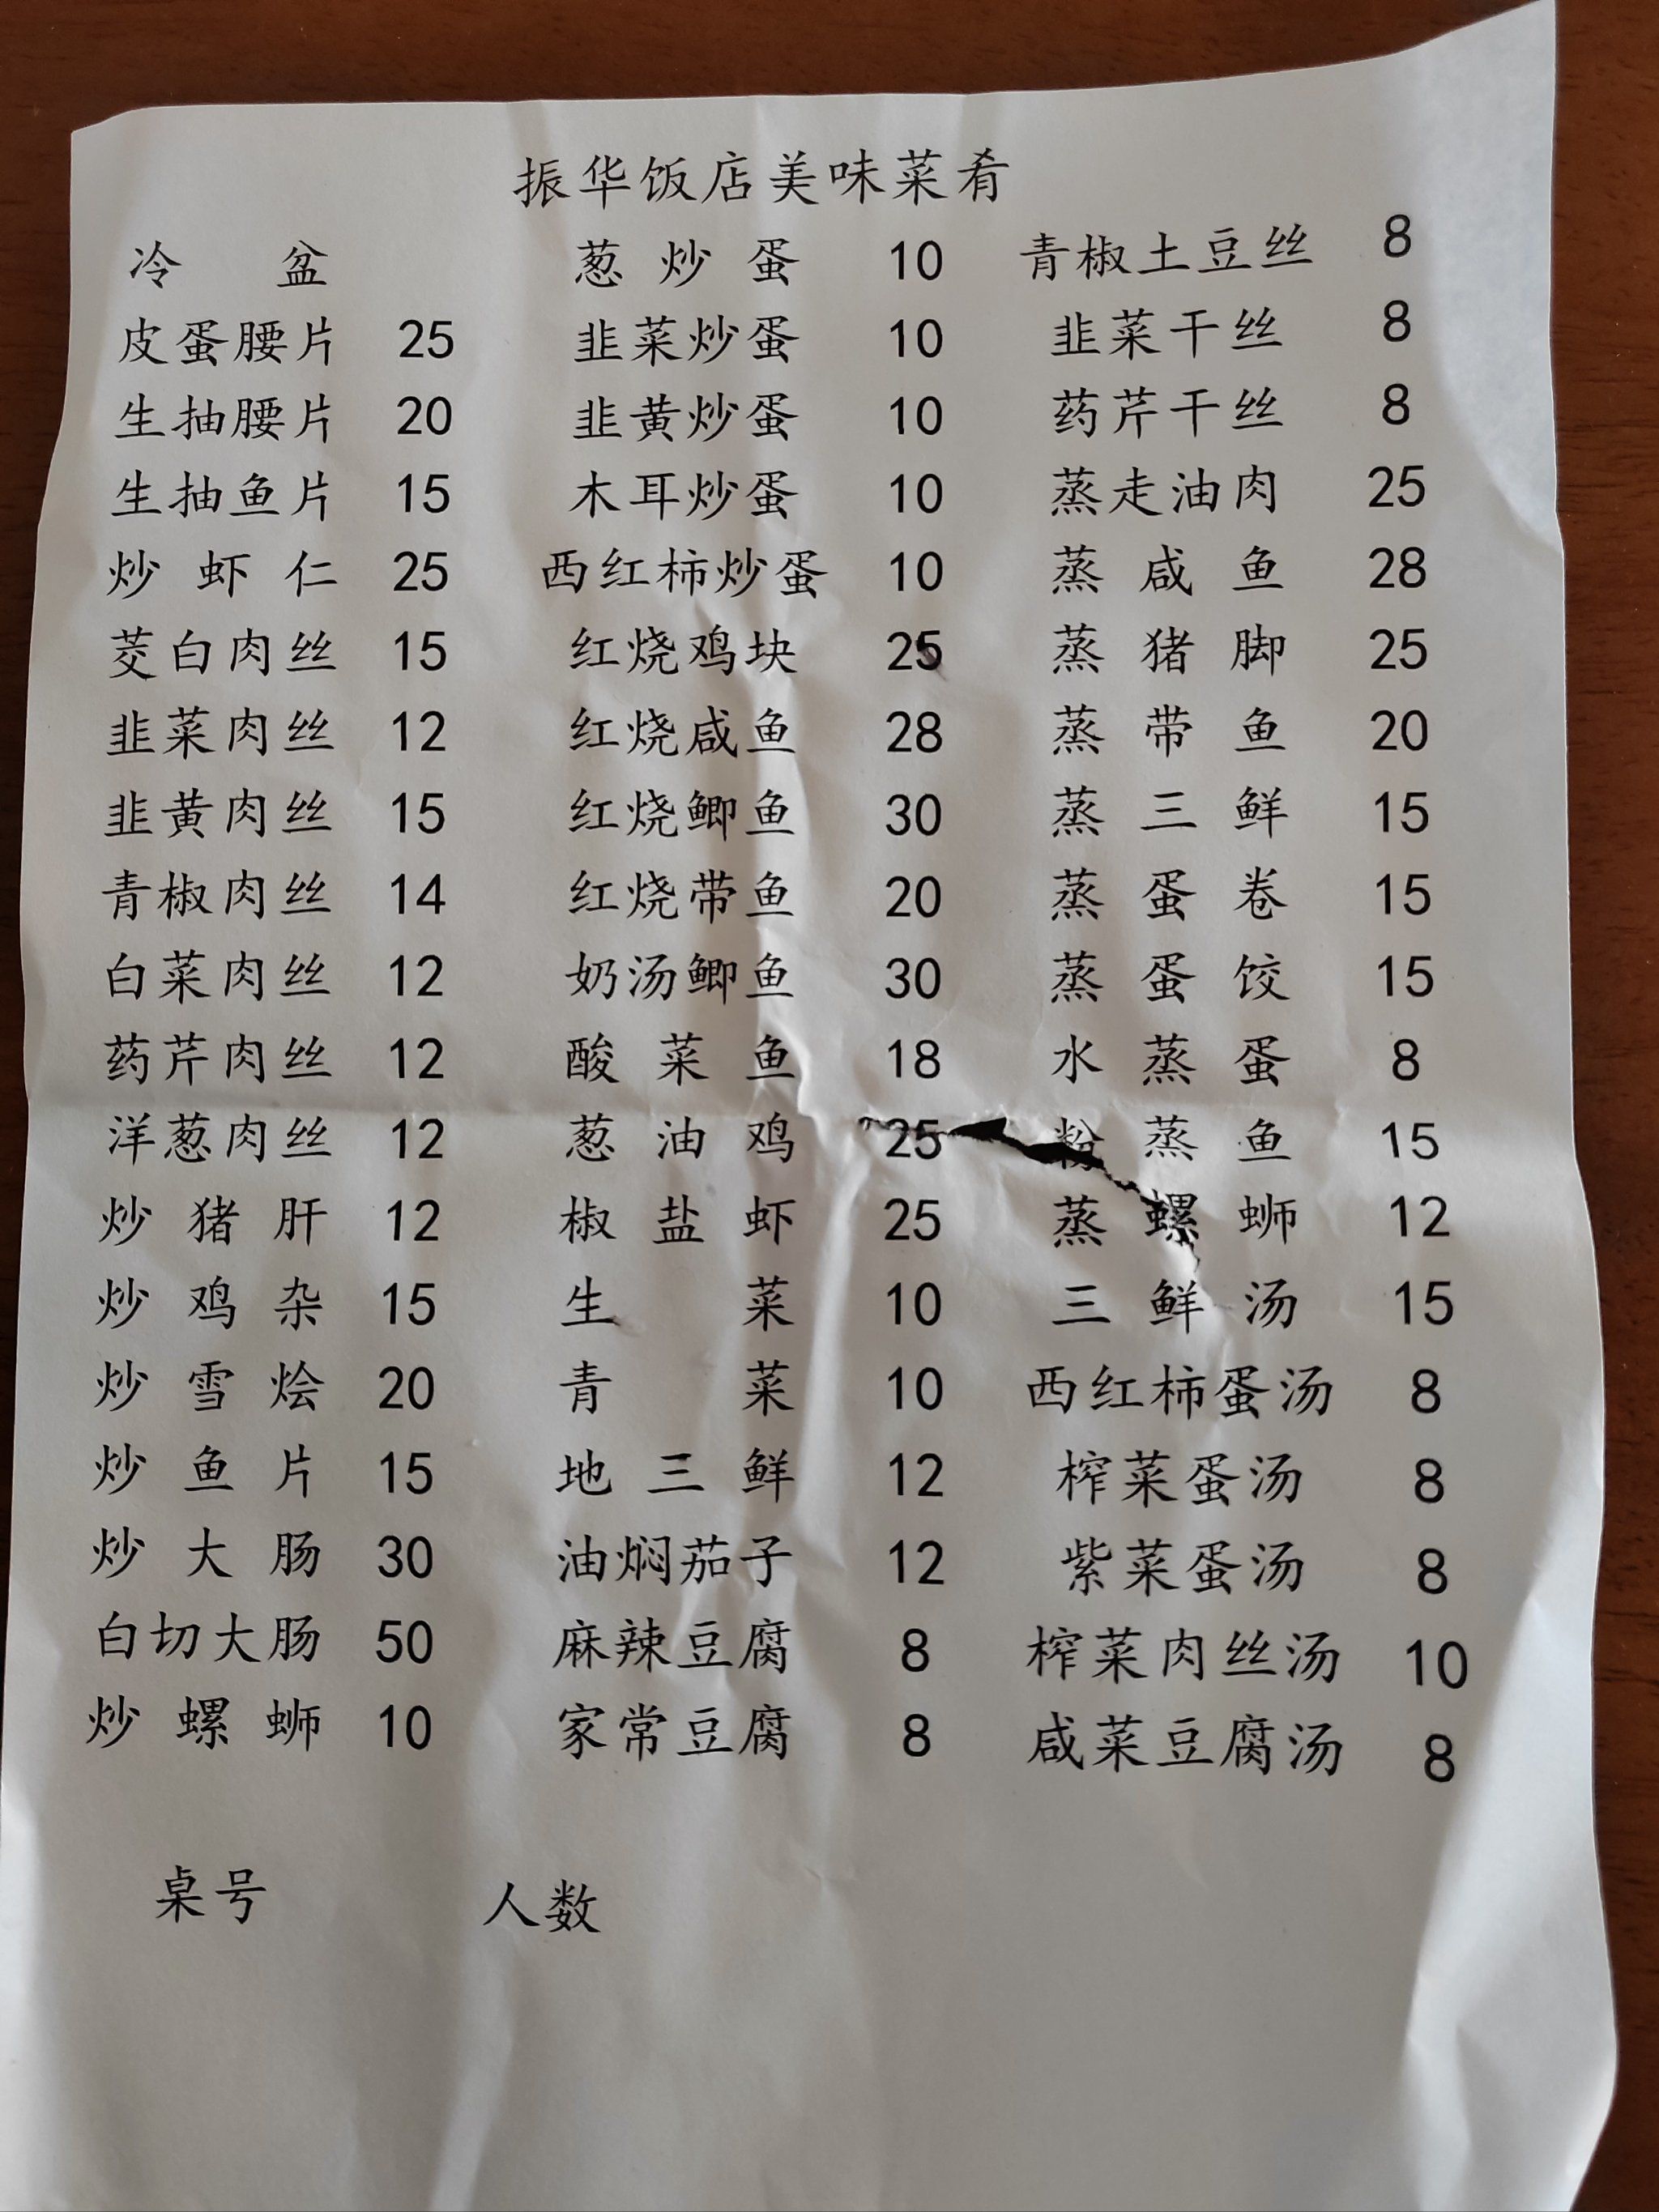 振华饭店美味菜肴
冷盆 葱炒蛋 10 青椒土豆丝 8
皮蛋腰片 25 韭菜炒蛋 10 韭菜干丝 8
生抽腰片 20 韭黄炒蛋 10 药芹干丝 8
生抽鱼片 15 木耳炒蛋 10 蒸走油肉 25
炒虾仁 25 西红柿炒蛋 10 蒸咸鱼 28
茭白肉丝 15 红烧鸡块 25 蒸猪脚 25
韭菜肉丝 12 红烧咸鱼 28 蒸带鱼 20
韭黄肉丝 15 红烧鲫鱼 30 蒸三鲜 15
青椒肉丝 14 红烧带鱼 20 蒸蛋卷 15
白菜肉丝 12 奶汤鲫鱼 30 蒸蛋饺 15
药芹肉丝 12 酸菜鱼 18 水蒸蛋 8
洋葱肉丝 12 葱油鸡 25 粉蒸鱼 15
炒猪肝 12 椒盐虾 25 蒸螺蛳 12
炒鸡杂 15 生菜 10 三鲜汤 15
炒雪烩 20 青菜 10 西红柿蛋汤 8
炒鱼片 15 地三鲜 12 榨菜蛋汤 8
炒大肠 30 油焖茄子 12 紫菜蛋汤 8
白切大肠 50 麻辣豆腐 8 榨菜肉丝汤 10
炒螺蛳 10 家常豆腐 8 咸菜豆腐汤 8
桌号 人数